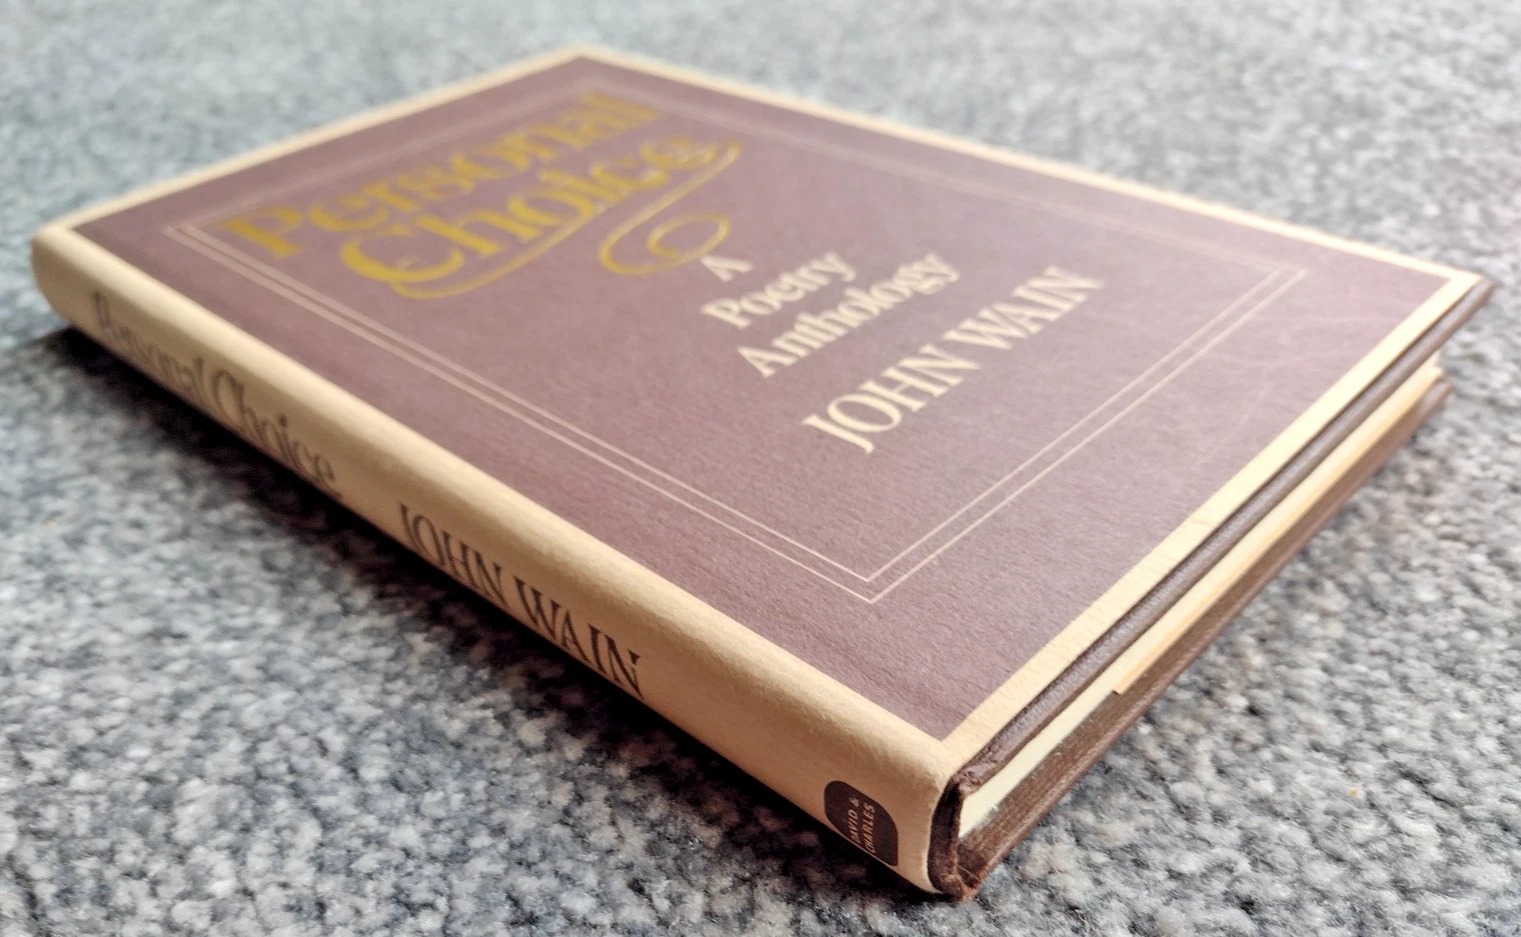 Personal
Choice
A
Poetry
Anthology
JOHN WAIN
Personal Choice JOHN WAIN
DAVID &
CHARLES